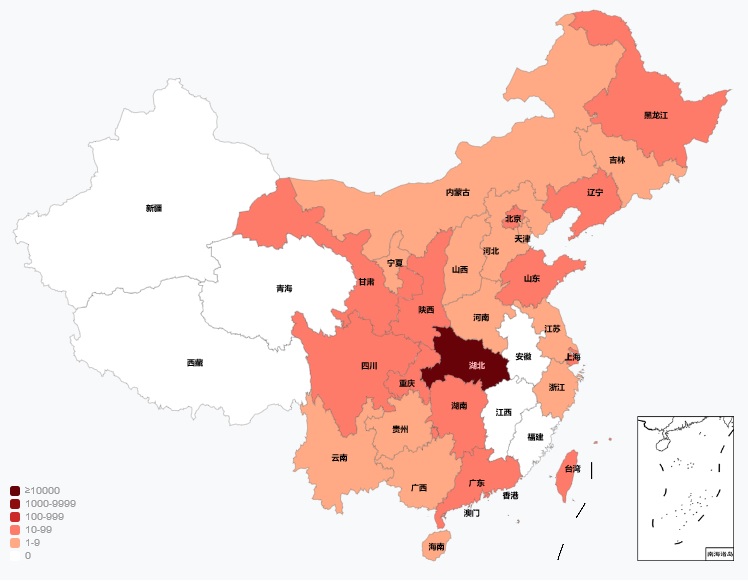 黑龙江
吉林
辽宁
内蒙古
新疆
北京
天津
河北
宁夏
山西
山东
甘肃
青海
陕西
河南
江苏
安徽
上海
西藏
四川
湖北
重庆
浙江
湖南
江西
贵州
福建
云南
台湾
广西
广东
香港
澳门
海南
南海诸岛
≥10000
1000-9999
100-999
10-99
1-9
0